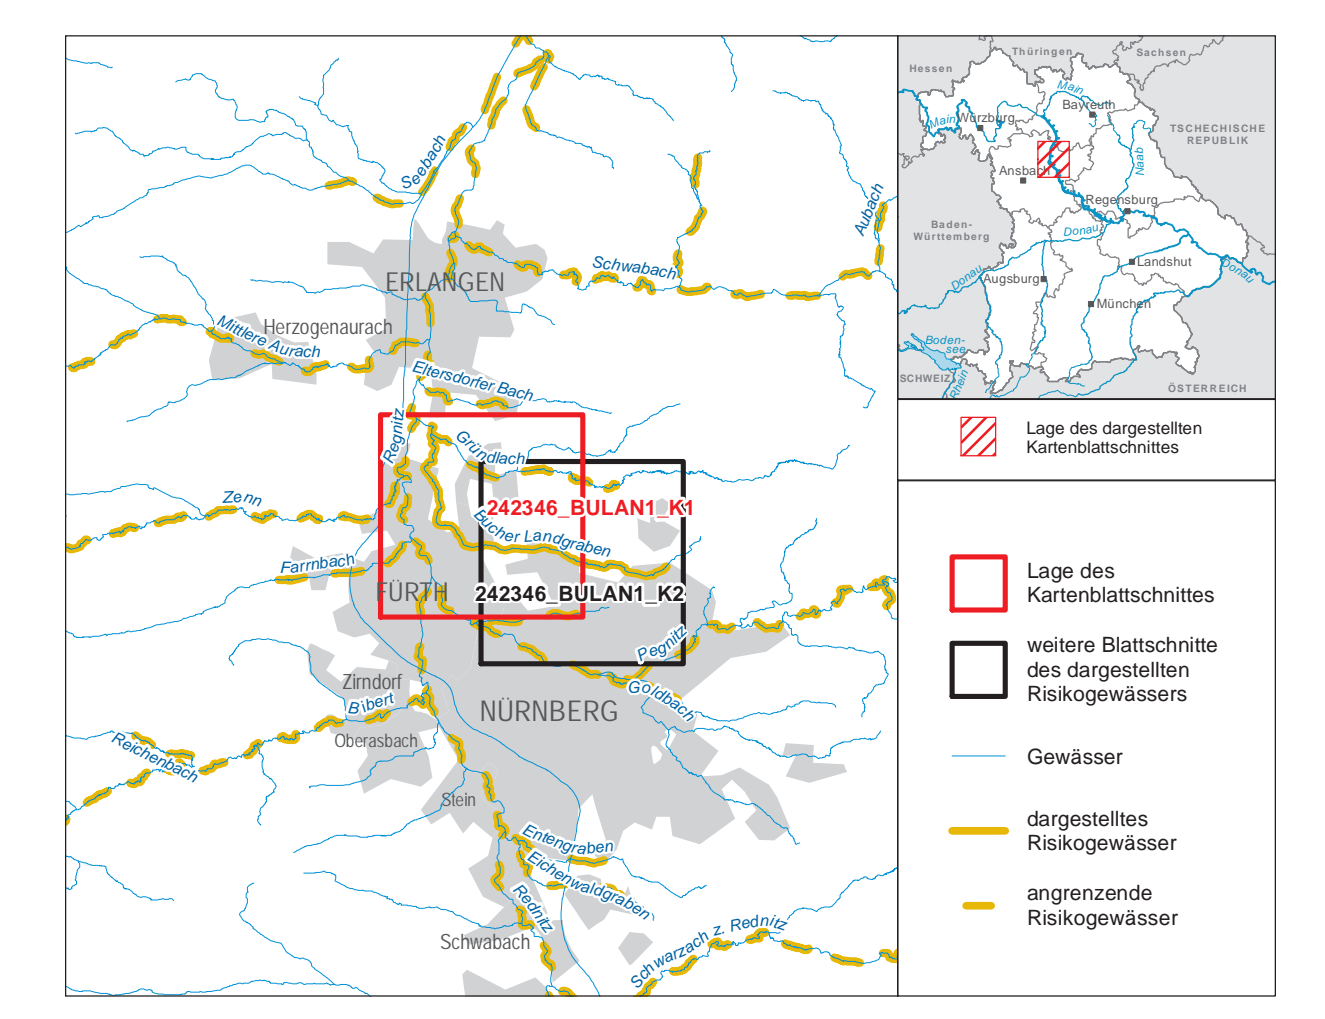 Seebach
Aubach
Schwabach
ERLANGEN
Herzogenaurach
Mittlere Aurach
Eltersdorfer Bach
Regnitz
Gründlach
Zenn
242346_BULAN1_K1
Bucher Landgraben
Farrnbach
FÜRTH
242346_BULAN1_K2
Pegnitz
Zirndorf
Goldbach
Bibert
NÜRNBERG
Oberasbach
Reichenbach
Stein
Entengraben
Eichenwaldgraben
Rednitz
Schwabach
Schwarzach z. Rednitz
Thüringen
Sachsen
Hessen
Main
Bayreuth
Main
Würzburg
TSCHECHISCHE
REPUBLIK
Naab
Ansbach
Regensburg
Baden-
Württemberg
Donau
Landshut
Donau
Donau
Augsburg
München
Boden-
see
SCHWEIZ
Rhein
ÖSTERREICH
Lage des dargestellten
Kartenblattschnittes
Lage des
Kartenblattschnittes
weitere Blattschnitte
des dargestellten
Risikogewässers
Gewässer
dargestelltes
Risikogewässer
angrenzende
Risikogewässer